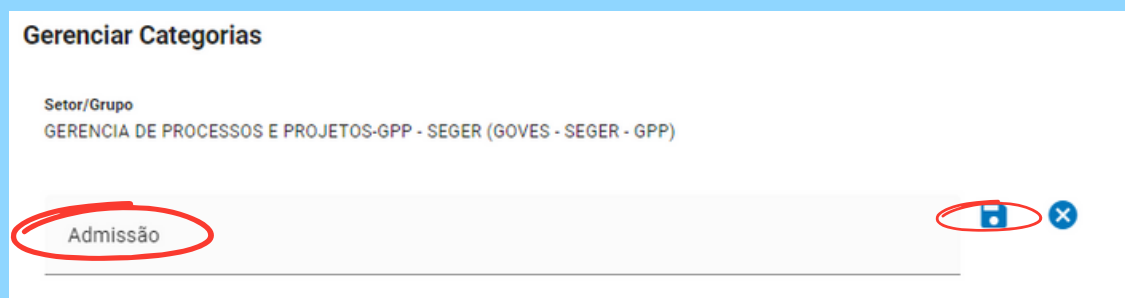 Gerenciar Categorias
Setor/Grupo
GERENCIA DE PROCESSOS E PROJETOS-GPP - SEGER (GOVES - SEGER - GPP)
Admissão